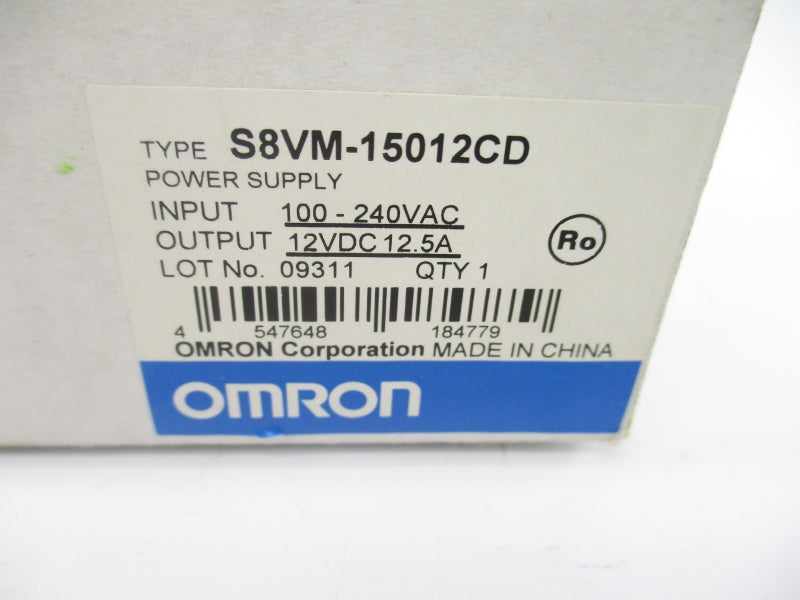 TYPE S8VM-15012CD
POWER SUPPLY
INPUT 100 - 240VAC
OUTPUT 12VDC 12.5A
Ro
LOT No. 09311 QTY 1
4 547648 184779
OMRON Corporation MADE IN CHINA
OMRON